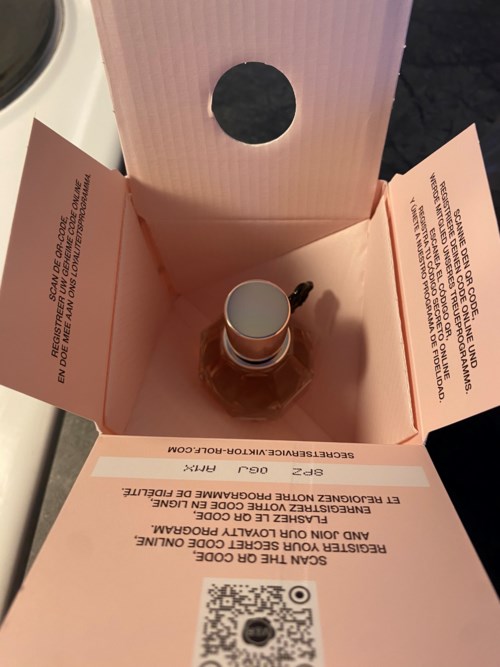 SCAN DE QR-CODE,
REGISTREER UW GEHEIME CODE ONLINE
EN DOE MEE AAN ONS LOYALITEITSPROGRAMMA.
SCANNE DEN QR CODE,
REGISTRIERE DEINEN CODE ONLINE UND
WERDE MITGLIED UNSERES TREUEPROGRAMMS.
ESCANEA EL CÓDIGO QR,
REGISTRA TU CÓDIGO SECRETO ONLINE
Y ÚNETE A NUESTRO PROGRAMA DE FIDELIDAD.
SCAN THE QR CODE,
REGISTER YOUR SECRET CODE ONLINE,
AND JOIN OUR LOYALTY PROGRAM.
FLASHEZ LE QR CODE,
ENREGISTREZ VOTRE CODE EN LIGNE,
ET REJOIGNEZ NOTRE PROGRAMME DE FIDÉLITÉ.
8PZ 0GJ AMX
SECRETSERVICE.VIKTOR-ROLF.COM